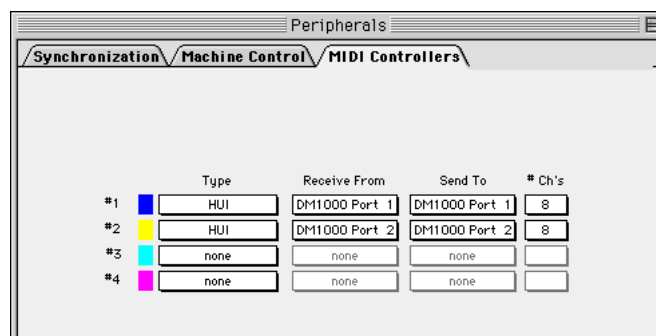 Peripherals
Synchronization Machine Control MIDI Controllers
Type Receive From Send To # Ch's
#1 HUI DM1000 Port 1 DM1000 Port 1 8
#2 HUI DM1000 Port 2 DM1000 Port 2 8
#3 none none none
#4 none none none